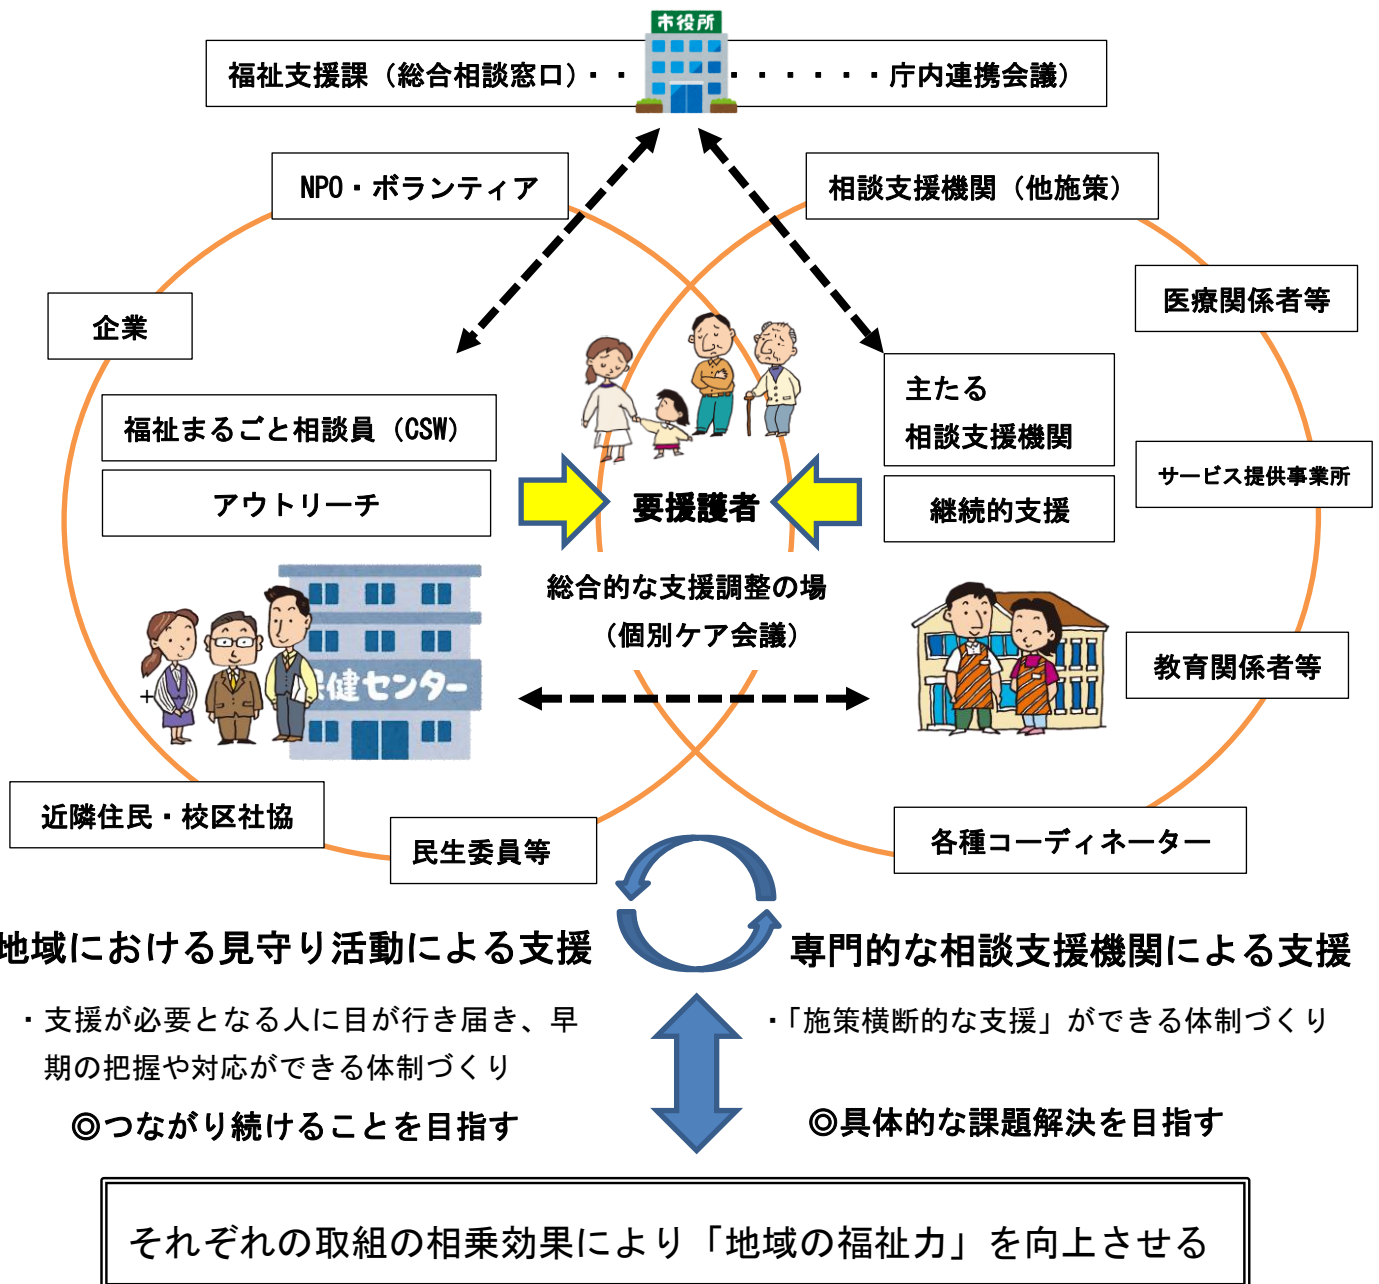 市役所
福祉支援課（総合相談窓口）・・
・・・・・・庁内連携会議）
NPO・ボランティア
相談支援機関（他施策）
企業
医療関係者等
福祉まるごと相談員（CSW）
アウトリーチ
主たる
相談支援機関
継続的支援
サービス提供事業所
要援護者
総合的な支援調整の場
（個別ケア会議）
健センター
教育関係者等
近隣住民・校区社協
民生委員等
各種コーディネーター
地域における見守り活動による支援
専門的な相談支援機関による支援
・支援が必要となる人に目が行き届き、早
期の把握や対応ができる体制づくり
・「施策横断的な支援」ができる体制づくり
◎つながり続けることを目指す
◎具体的な課題解決を目指す
それぞれの取組の相乗効果により「地域の福祉力」を向上させる